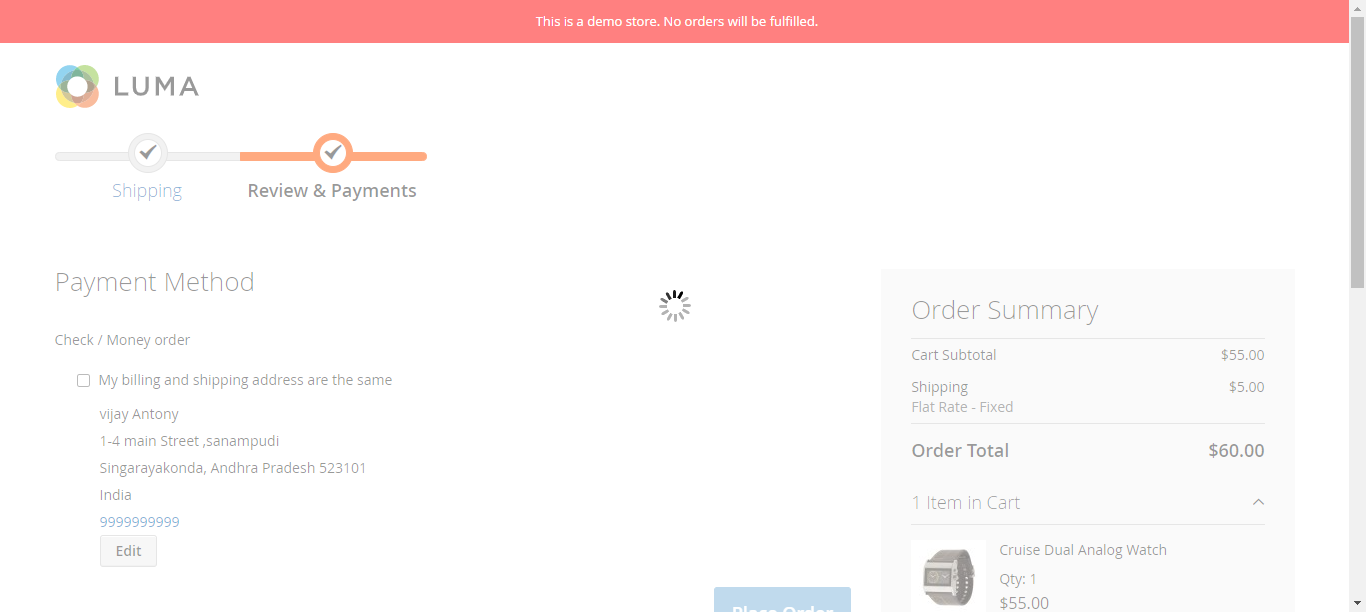 This is a demo store. No orders will be fulfilled.
LUMA
Shipping
Review & Payments
Payment Method
Check / Money order
My billing and shipping address are the same
vijay Antony
1-4 main Street ,sanampudi
Singarayakonda, Andhra Pradesh 523101
India
9999999999
Edit
Place Order
Order Summary
Cart Subtotal $55.00
Shipping $5.00
Flat Rate - Fixed
Order Total $60.00
1 Item in Cart
Cruise Dual Analog Watch
Qty: 1
$55.00